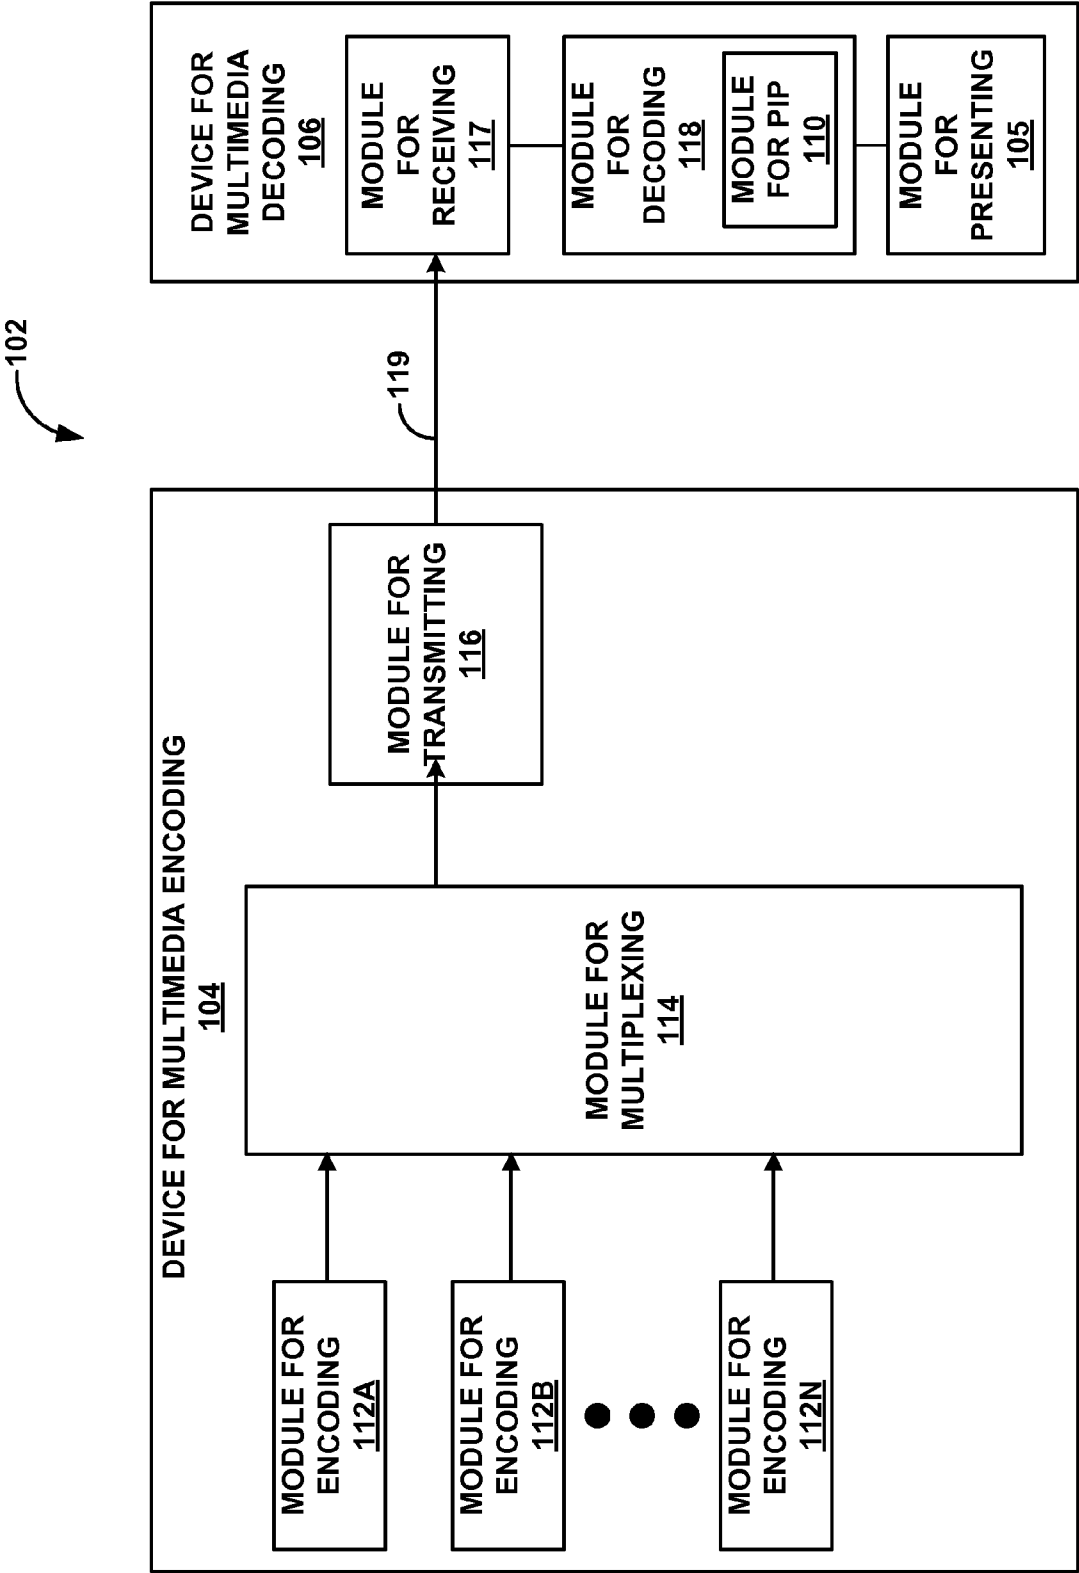 102
DEVICE FOR MULTIMEDIA ENCODING
104
MODULE FOR
ENCODING
112A
MODULE FOR
ENCODING
112B
MODULE FOR
ENCODING
112N
MODULE FOR
MULTIPLEXING
114
MODULE FOR
TRANSMITTING
116
119
DEVICE FOR
MULTIMEDIA
DECODING
106
MODULE
FOR
RECEIVING
117
MODULE
FOR
DECODING
118
MODULE
FOR PIP
110
MODULE
FOR
PRESENTING
105